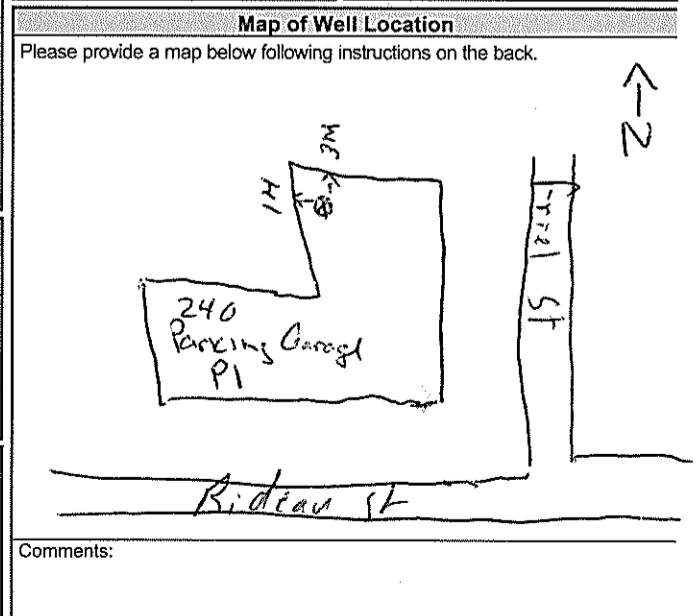 Map of Well Location
Please provide a map below following instructions on the back.
N
3M
1M
240
Parking Garage
P1
St
Rideau St
Comments: